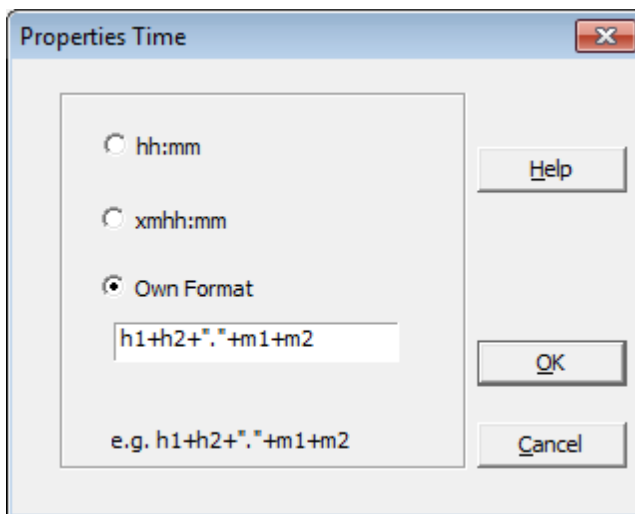 Properties Time
hh:mm
Help
xmhh:mm
Own Format
h1+h2+"."+m1+m2
OK
e.g. h1+h2+"."+m1+m2
Cancel